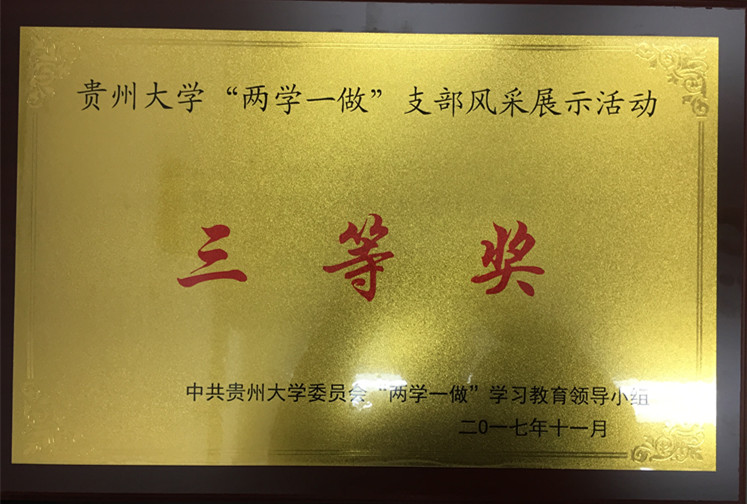 贵州大学“两学一做”支部风采展示活动
三等奖
中共贵州大学委员会“两学一做”学习教育领导小组
二0一七年十一月